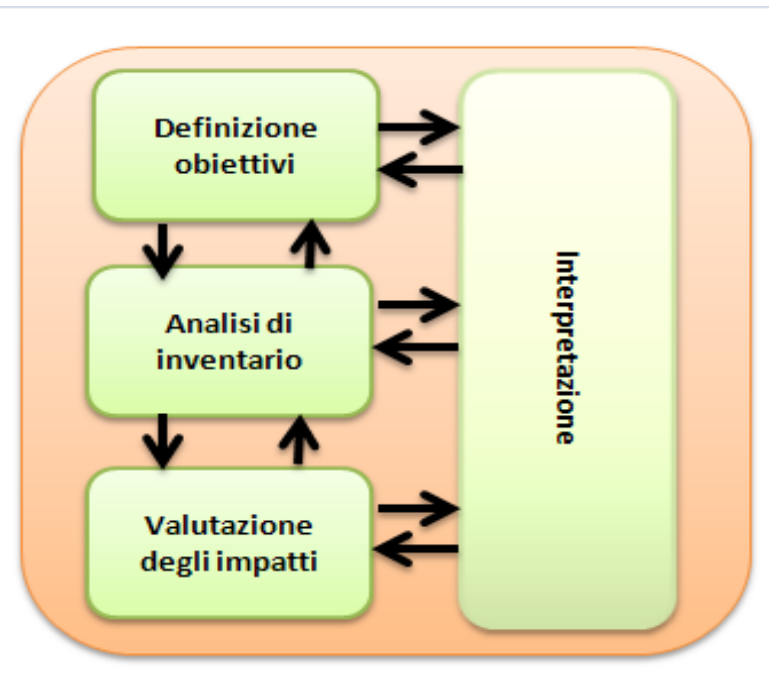 Definizione
obiettivi
Analisi di
inventario
Valutazione
degli impatti
Interpretazione